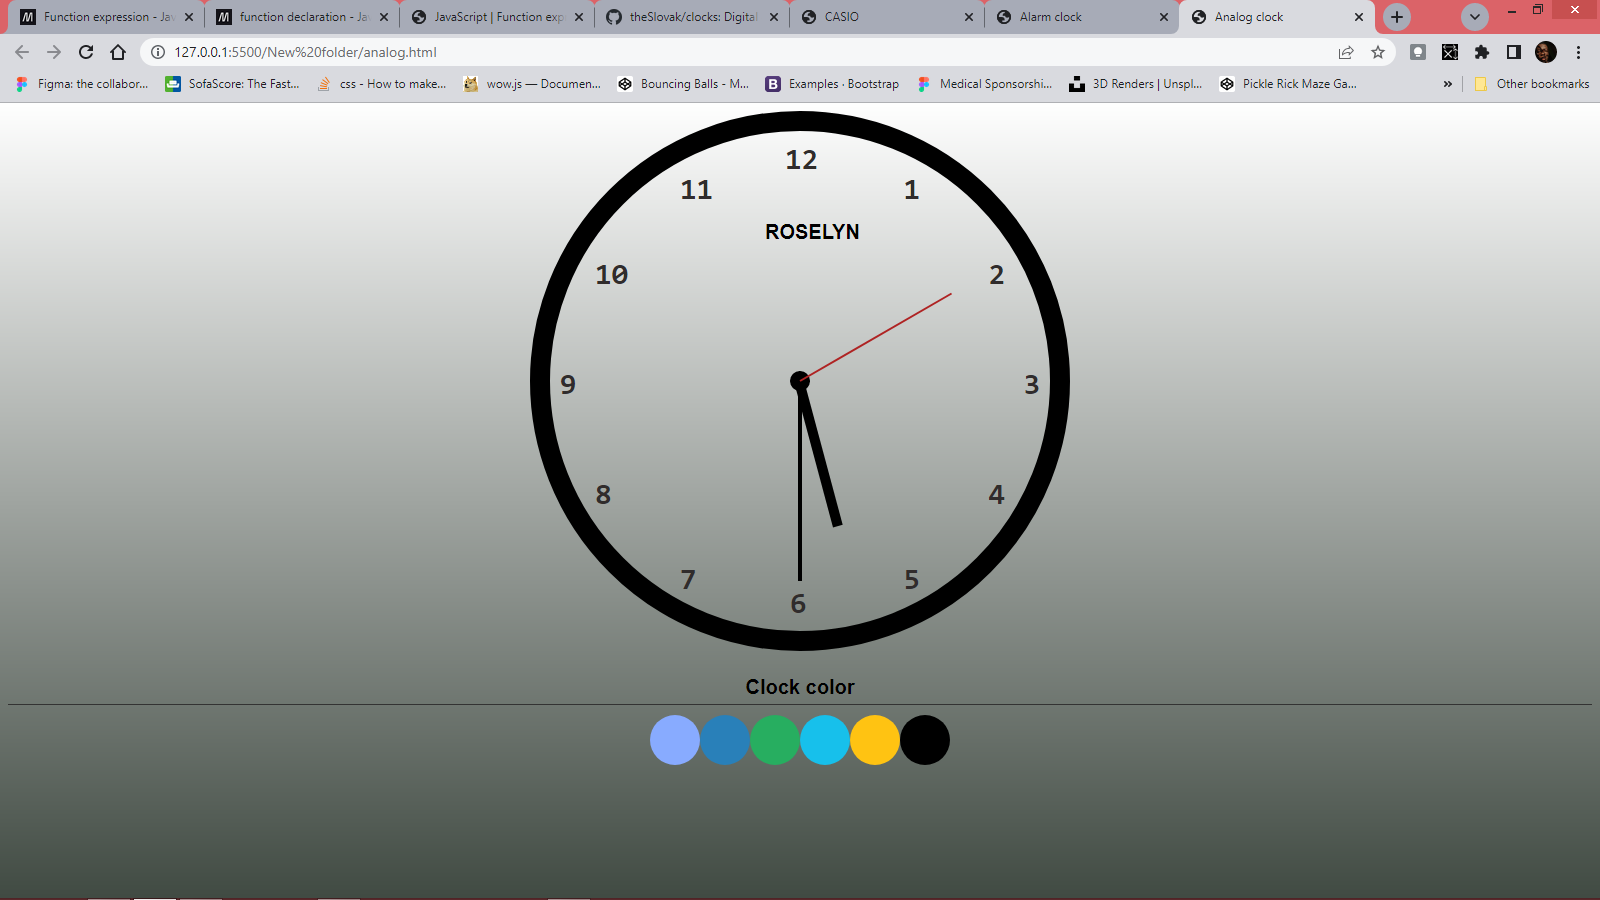 Function expression - Jav
function declaration - Jav
JavaScript | Function exp
theSlovak/clocks: Digital
CASIO
Alarm clock
Analog clock
127.0.0.1:5500/New%20folder/analog.html
Figma: the collabor...
SofaScore: The Fast...
css - How to make...
wow.js — Documen...
Bouncing Balls - M...
Examples · Bootstrap
Medical Sponsorshi...
3D Renders | Unspl...
Pickle Rick Maze Ga...
»
Other bookmarks
12
11
1
ROSELYN
10
2
9
3
8
4
7
5
6
Clock color